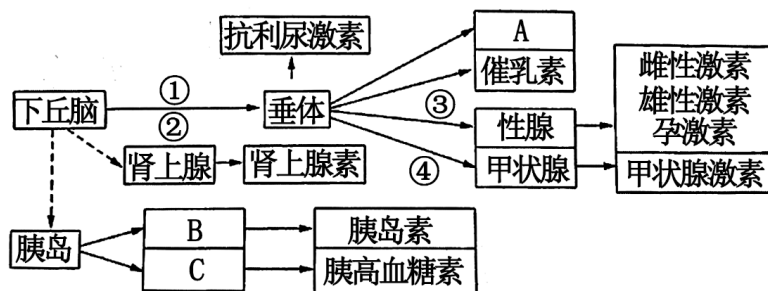 抗利尿激素
A
催乳素
下丘脑
①
②
垂体
③
④
性腺
甲状腺
雌性激素
雄性激素
孕激素
甲状腺激素
肾上腺
肾上腺素
胰岛
B
C
胰岛素
胰高血糖素